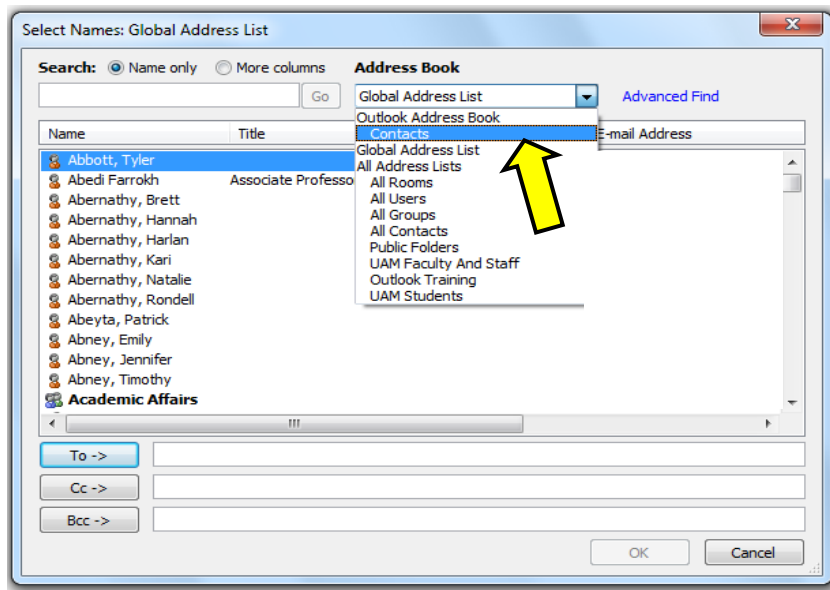 Select Names: Global Address List
Search: Name only More columns Address Book
Go Global Address List Advanced Find
Outlook Address Book
Contacts
Global Address List
All Address Lists
All Rooms
All Users
All Groups
All Contacts
Public Folders
UAM Faculty And Staff
Outlook Training
UAM Students
Name Title E-mail Address
Abbott, Tyler
Abedi Farrokh Associate Professo
Abernathy, Brett
Abernathy, Hannah
Abernathy, Harlan
Abernathy, Kari
Abernathy, Natalie
Abernathy, Rondell
Abeyta, Patrick
Abney, Emily
Abney, Jennifer
Abney, Timothy
Academic Affairs
To ->
Cc ->
Bcc ->
OK Cancel